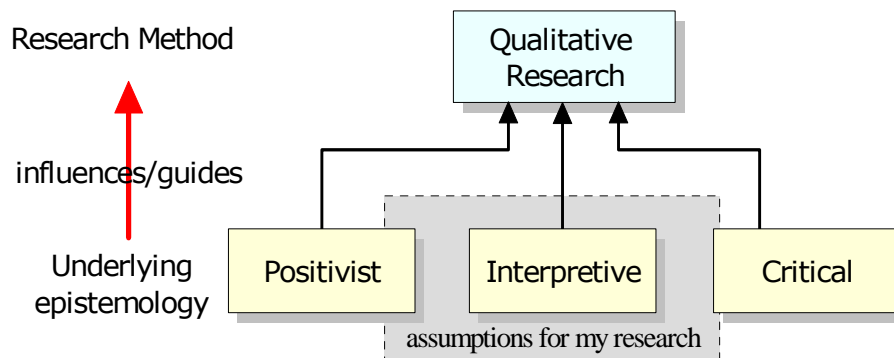 Research Method
Qualitative
Research
influences/guides
Underlying
epistemology
Positivist
Interpretive
Critical
assumptions for my research